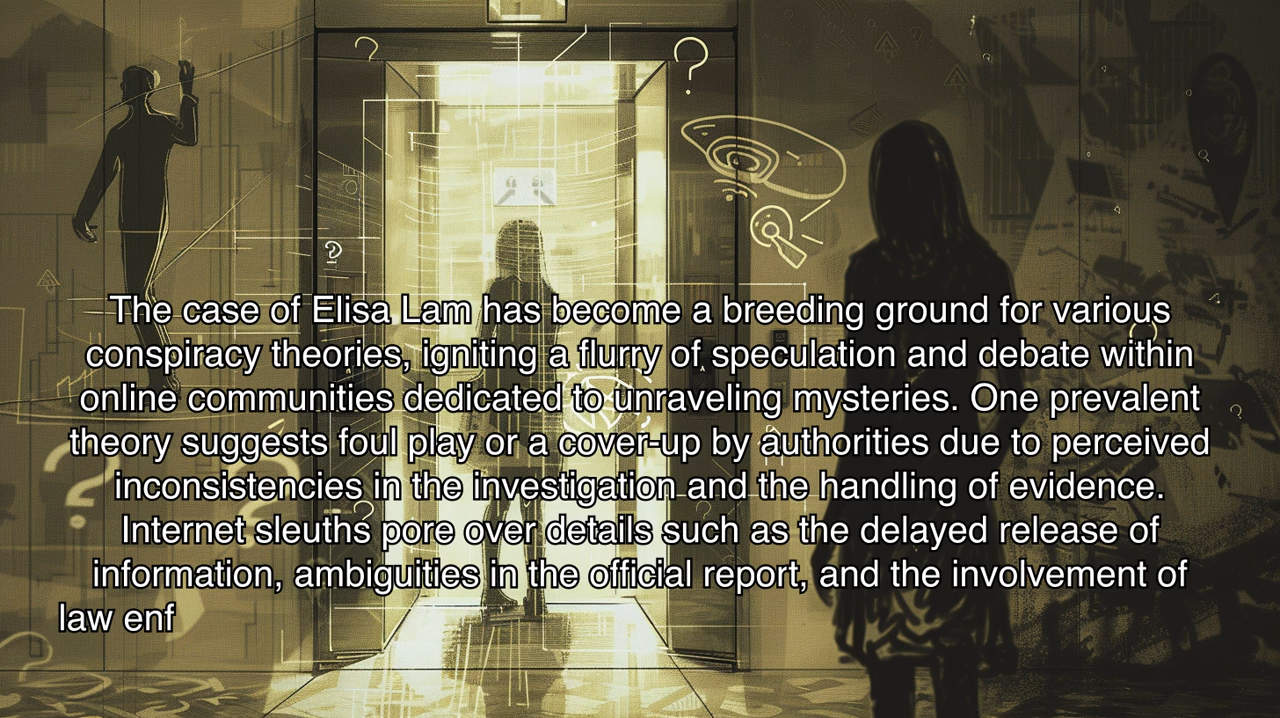 The case of Elisa Lam has become a breeding ground for various
conspiracy theories, igniting a flurry of speculation and debate within
online communities dedicated to unraveling mysteries. One prevalent
theory suggests foul play or a cover-up by authorities due to perceived
inconsistencies in the investigation and the handling of evidence.
Internet sleuths pore over details such as the delayed release of
information, ambiguities in the official report, and the involvement of
law enf